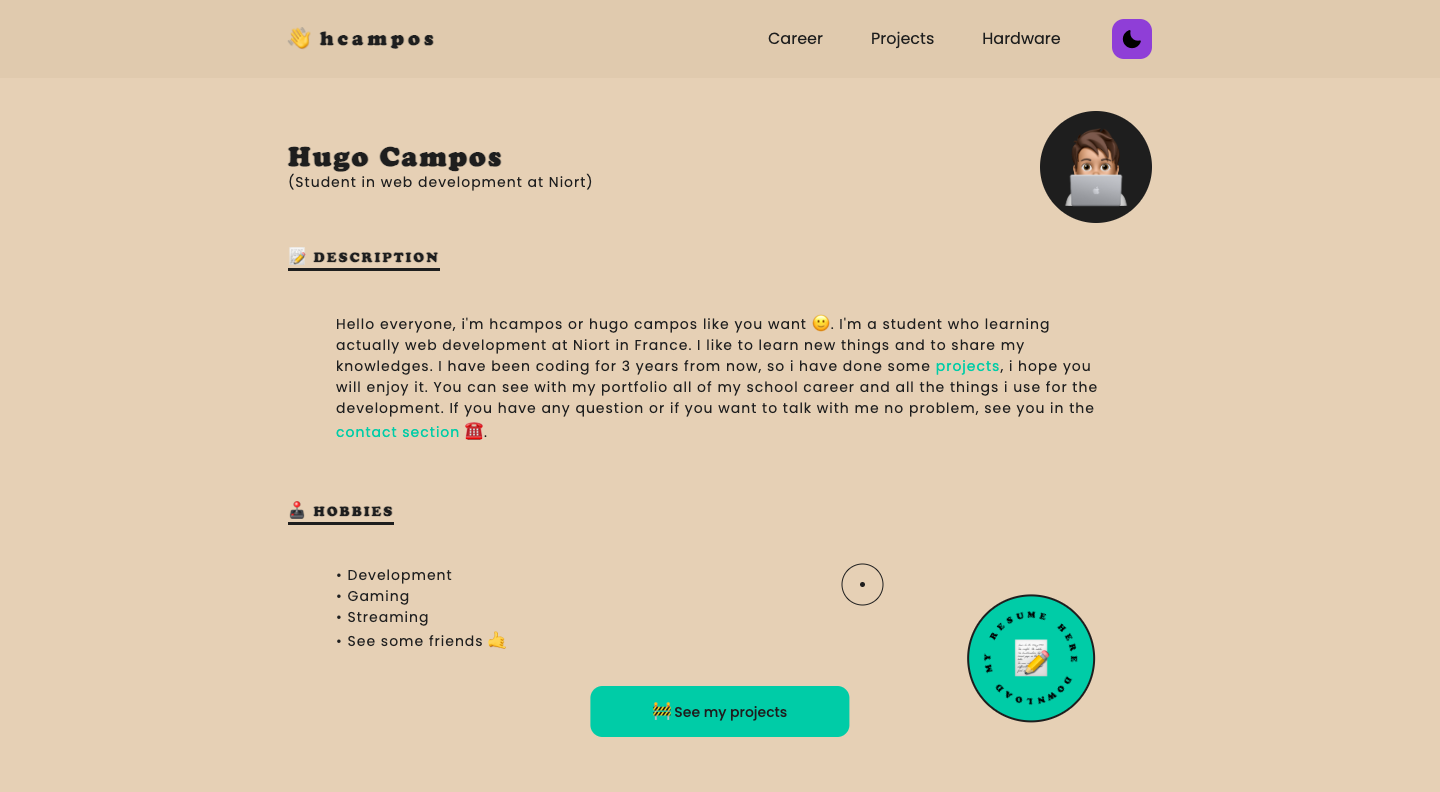 👋 hcampos
Career Projects Hardware
Hugo Campos
(Student in web development at Niort)
📝 DESCRIPTION
Hello everyone, i'm hcampos or hugo campos like you want 🙂. I'm a student who learning
actually web development at Niort in France. I like to learn new things and to share my
knowledges. I have been coding for 3 years from now, so i have done some projects, i hope you
will enjoy it. You can see with my portfolio all of my school career and all the things i use for the
development. If you have any question or if you want to talk with me no problem, see you in the
contact section ☎️.
🕹️ HOBBIES
• Development
• Gaming
• Streaming
• See some friends 🤙
DOWNLOAD MY RESUME HERE
🚧 See my projects